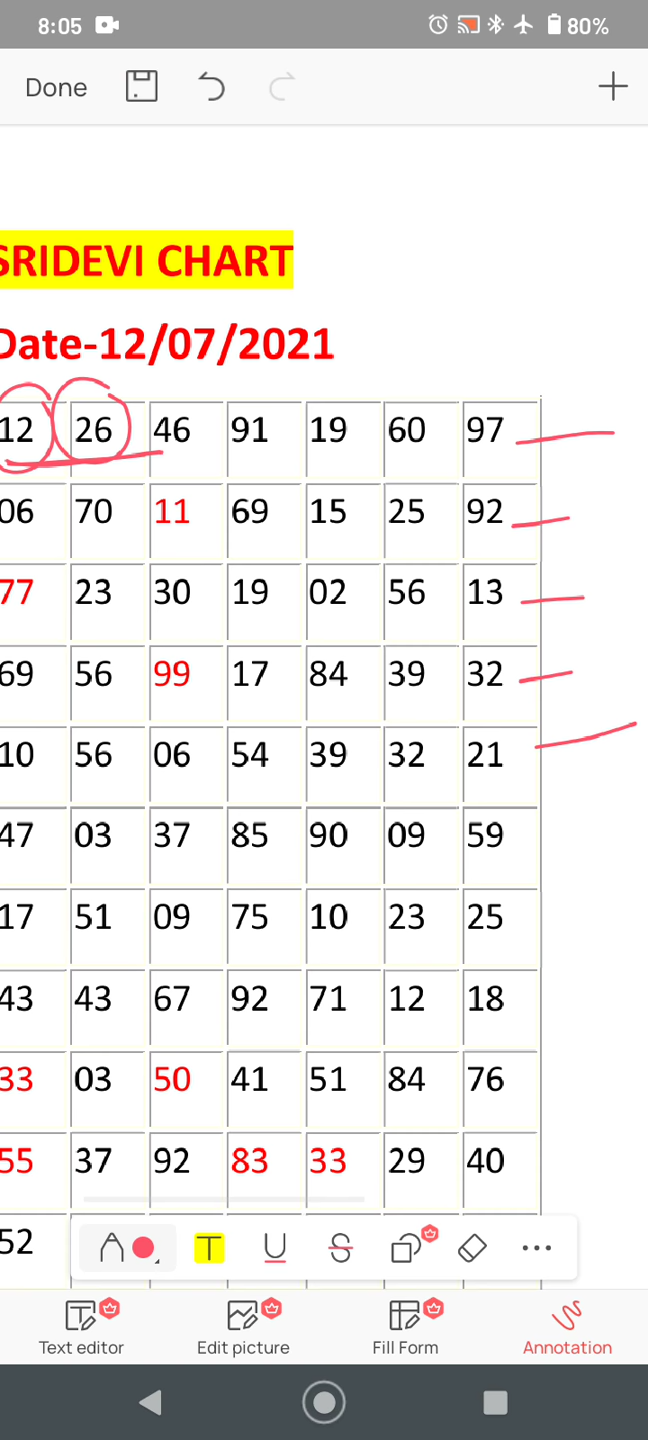 8:05 80%
Done
SRIDEVI CHART
Date-12/07/2021
12 26 46 91 19 60 97
06 70 11 69 15 25 92
77 23 30 19 02 56 13
69 56 99 17 84 39 32
10 56 06 54 39 32 21
47 03 37 85 90 09 59
17 51 09 75 10 23 25
43 43 67 92 71 12 18
33 03 50 41 51 84 76
55 37 92 83 33 29 40
52
T U S
Text editor Edit picture Fill Form Annotation